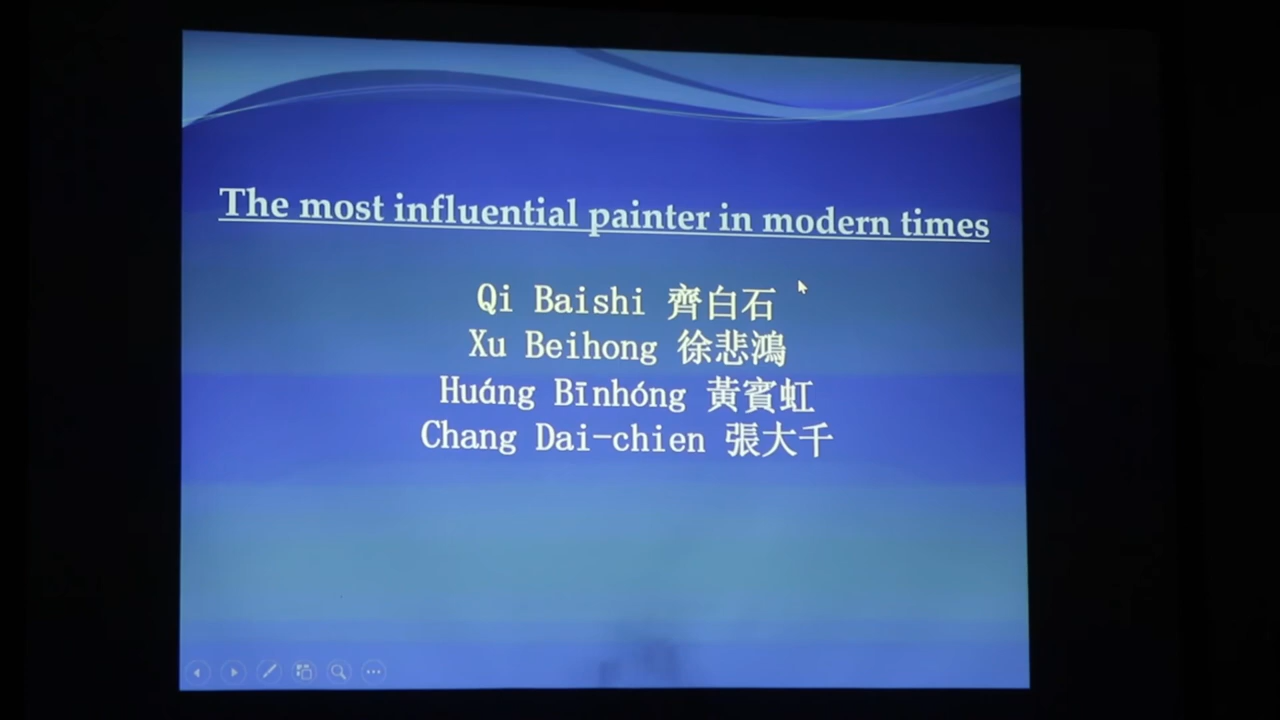 The most influential painter in modern times
Qi Baishi 齊白石
Xu Beihong 徐悲鴻
Huáng Bīnhóng 黃賓虹
Chang Dai-chien 張大千